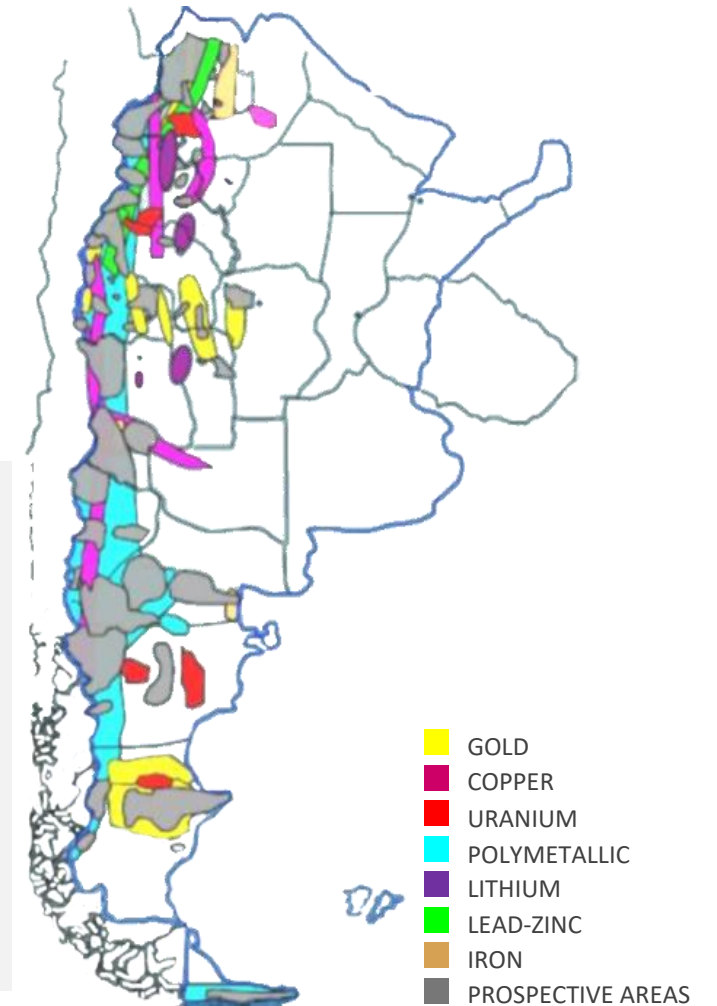 GOLD
COPPER
URANIUM
POLYMETALLIC
LITHIUM
LEAD-ZINC
IRON
PROSPECTIVE AREAS